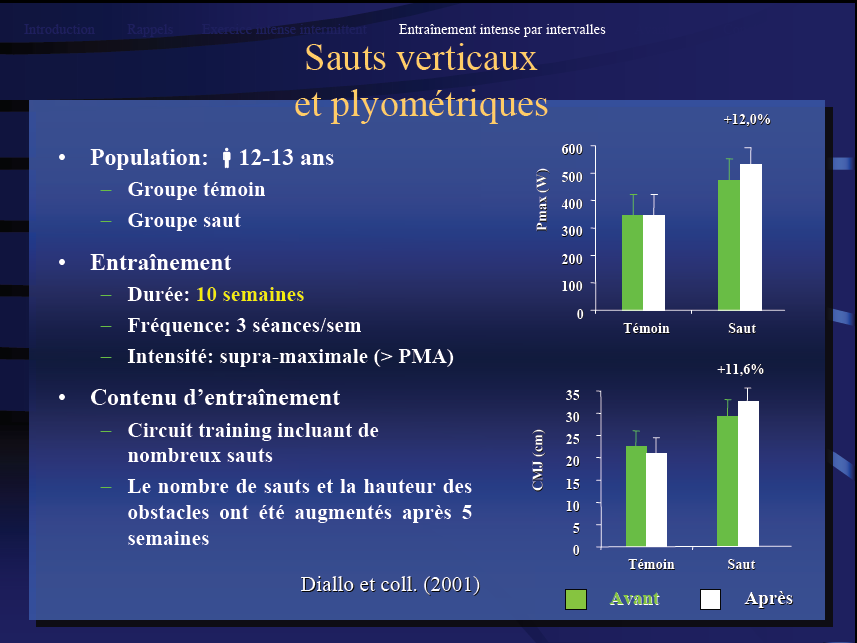 Introduction Rappels Exercice intense intermittent Entraînement intense par intervalles
Sauts verticaux
et plyométriques
• Population: 12-13 ans
– Groupe témoin
– Groupe saut
• Entraînement
– Durée: 10 semaines
– Fréquence: 3 séances/sem
– Intensité: supra-maximale (> PMA)
• Contenu d’entraînement
– Circuit training incluant de
nombreux sauts
– Le nombre de sauts et la hauteur des
obstacles ont été augmentés après 5
semaines
Diallo et coll. (2001)
+12,0%
Pmax (W)
600
500
400
300
200
100
0
Témoin Saut
+11,6%
CMJ (cm)
35
30
25
20
15
10
5
0
Témoin Saut
Avant Après